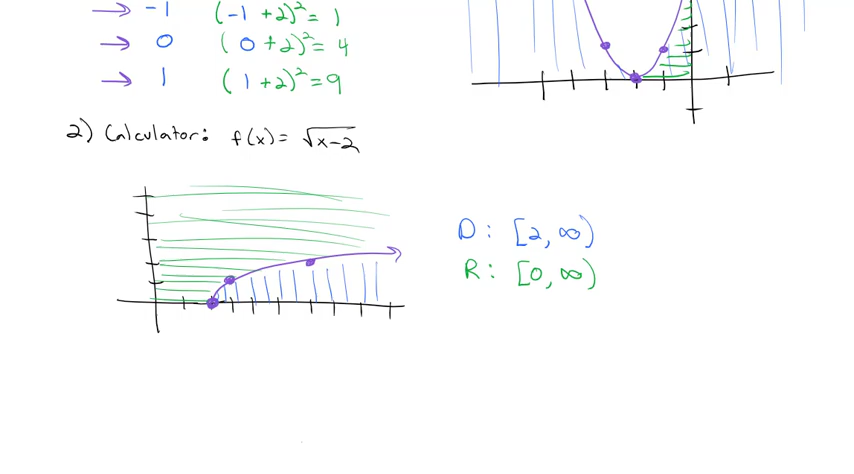 → -1 (-1 + 2)² = 1
→ 0 (0 + 2)² = 4
→ 1 (1 + 2)² = 9
2) Calculator: f(x) = √x-2
D: [2, ∞)
R: [0, ∞)